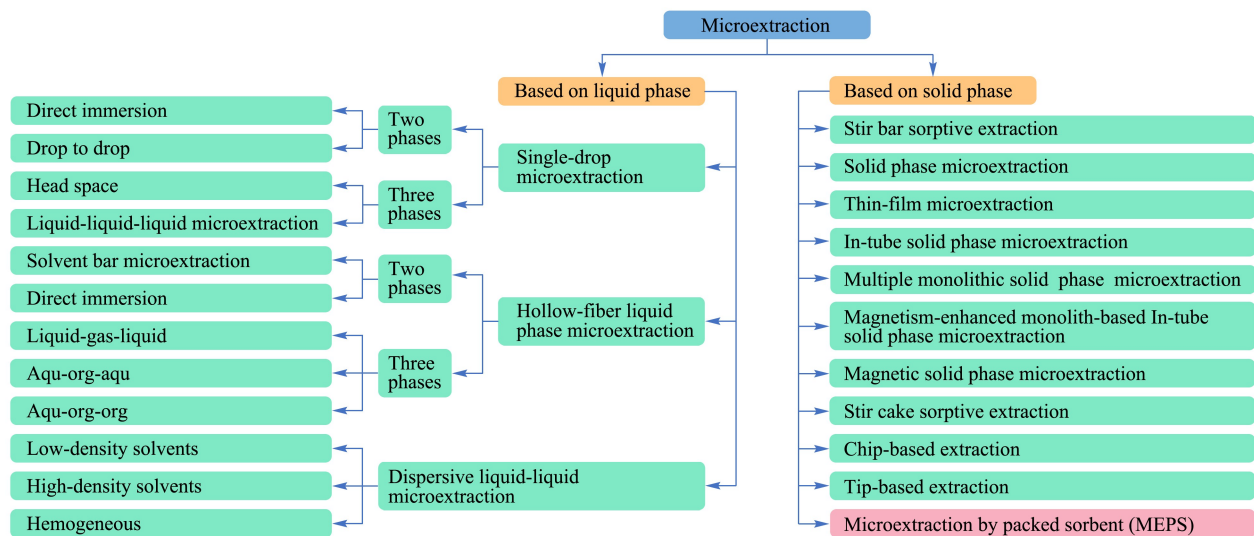 Microextraction
Based on liquid phase
Based on solid phase
Direct immersion
Drop to drop
Head space
Liquid-liquid-liquid microextraction
Solvent bar microextraction
Direct immersion
Liquid-gas-liquid
Aqu-org-aqu
Aqu-org-org
Low-density solvents
High-density solvents
Hemogeneous
Two
phases
Three
phases
Two
phases
Three
phases
Single-drop
microextraction
Hollow-fiber liquid
phase microextraction
Dispersive liquid-liquid
microextraction
Stir bar sorptive extraction
Solid phase microextraction
Thin-film microextraction
In-tube solid phase microextraction
Multiple monolithic solid phase microextraction
Magnetism-enhanced monolith-based In-tube
solid phase microextraction
Magnetic solid phase microextraction
Stir cake sorptive extraction
Chip-based extraction
Tip-based extraction
Microextraction by packed sorbent (MEPS)